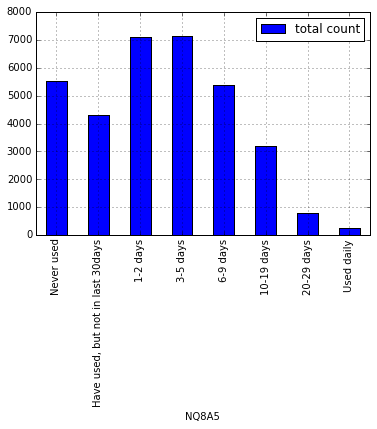 8000
7000
6000
5000
4000
3000
2000
1000
0
total count
Never used
Have used, but not in last 30days
1-2 days
3-5 days
6-9 days
10-19 days
20-29 days
Used daily
NQ8A5